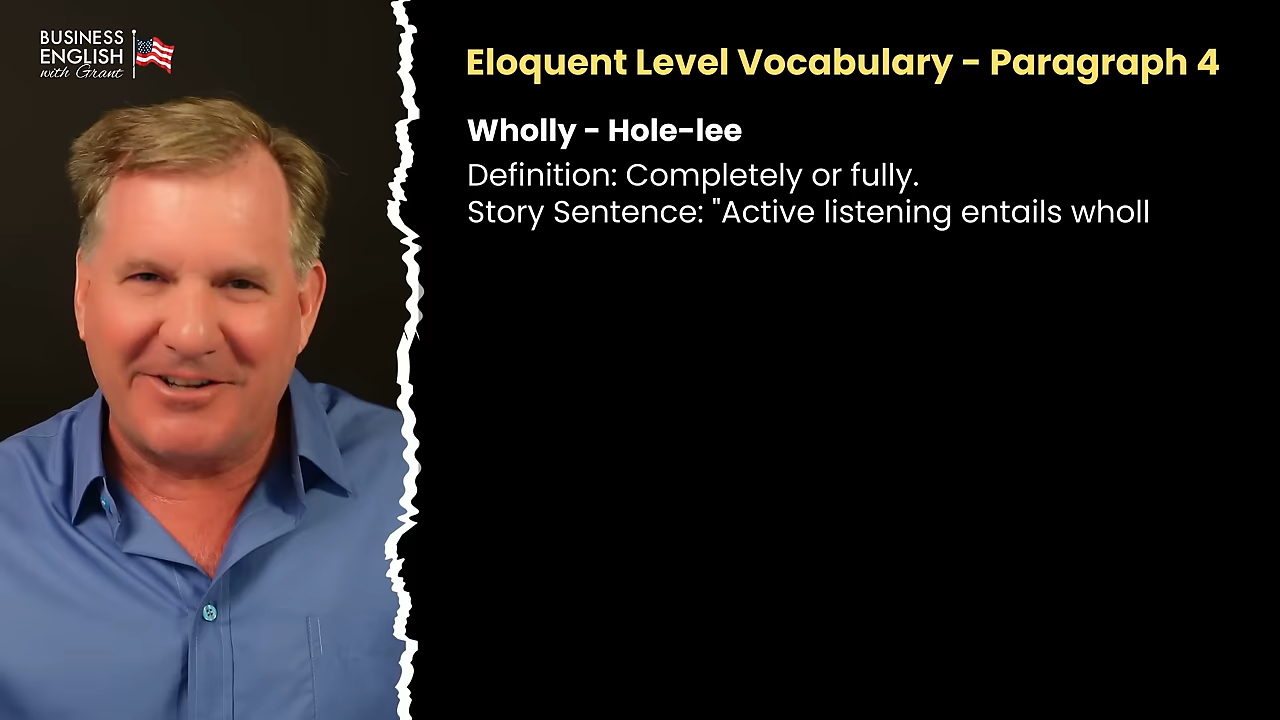 BUSINESS
ENGLISH
with Grant
Eloquent Level Vocabulary - Paragraph 4
Wholly - Hole-lee
Definition: Completely or fully.
Story Sentence: "Active listening entails wholl